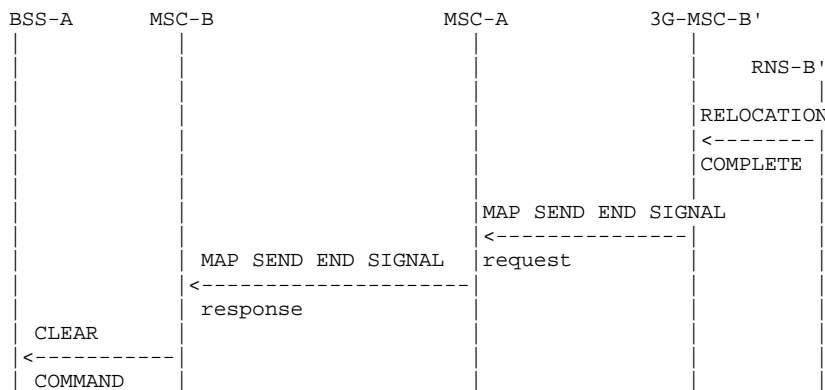 BSS-A MSC-B MSC-A 3G-MSC-B'
RNS-B'
RELOCATION
COMPLETE
MAP SEND END SIGNAL
MAP SEND END SIGNAL request
response
CLEAR
COMMAND